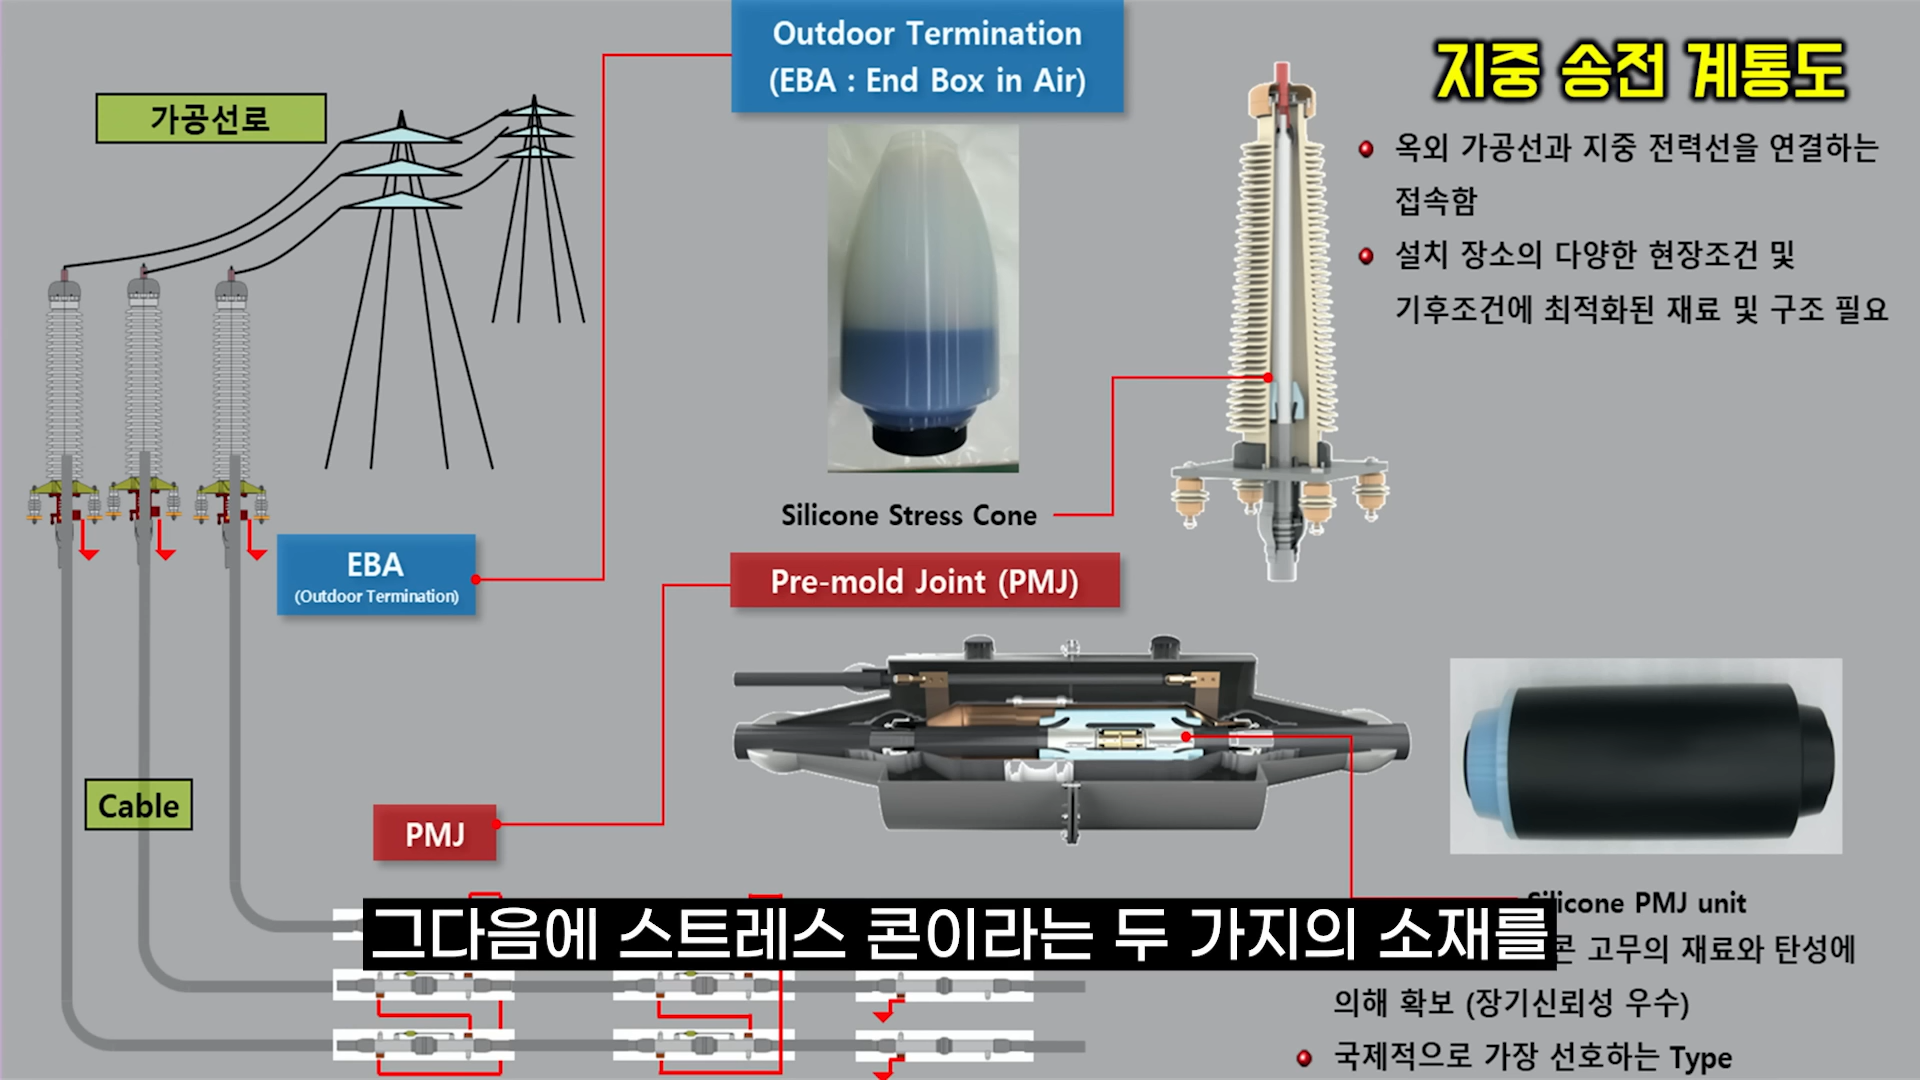 지중 송전 계통도
Outdoor Termination
(EBA : End Box in Air)
가공선로
옥외 가공선과 지중 전력선을 연결하는
접속함
설치 장소의 다양한 현장조건 및
기후조건에 최적화된 재료 및 구조 필요
Silicone Stress Cone
EBA
(Outdoor Termination)
Pre-mold Joint (PMJ)
Cable
PMJ
Silicone PMJ unit
그다음에 스트레스 콘이라는 두 가지의 소재를
고무의 재료와 탄성에
의해 확보 (장기신뢰성 우수)
국제적으로 가장 선호하는 Type